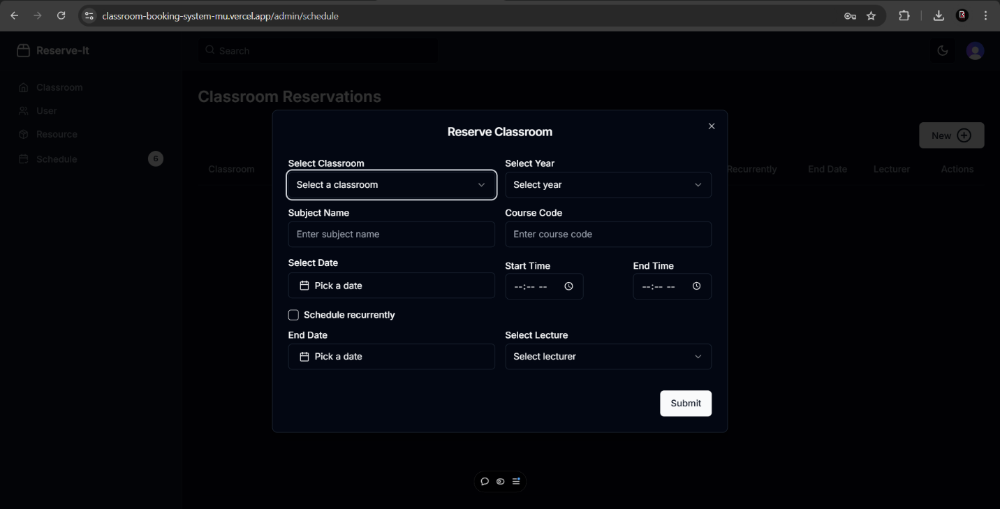 classroom-booking-system-mu.vercel.app/admin/schedule
Reserve-It
Search
Classroom
User
Resource
Schedule
6
Classroom Reservations
New
Classroom
Recurrently
End Date
Lecturer
Actions
Reserve Classroom
Select Classroom
Select Year
Select a classroom
Select year
Subject Name
Course Code
Enter subject name
Enter course code
Select Date
Start Time
End Time
Pick a date
--:-- --
--:-- --
Schedule recurrently
End Date
Select Lecture
Pick a date
Select lecturer
Submit